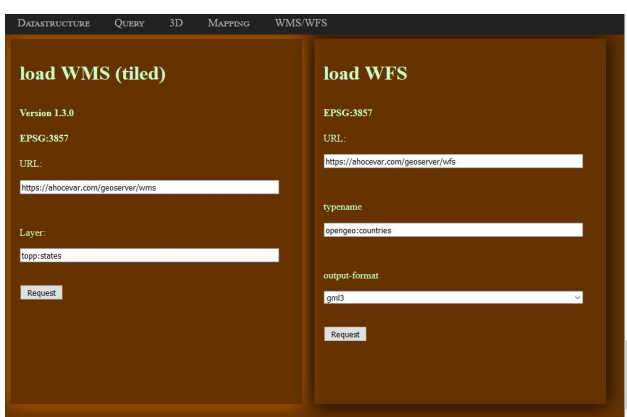 Datastructure Query 3D Mapping WMS/WFS
load WMS (tiled)
Version 1.3.0
EPSG:3857
URL:
https://ahocevar.com/geoserver/wms
Layer:
topp:states
Request
load WFS
EPSG:3857
URL:
https://ahocevar.com/geoserver/wfs
typename
opengeo:countries
output-format
gml3
Request